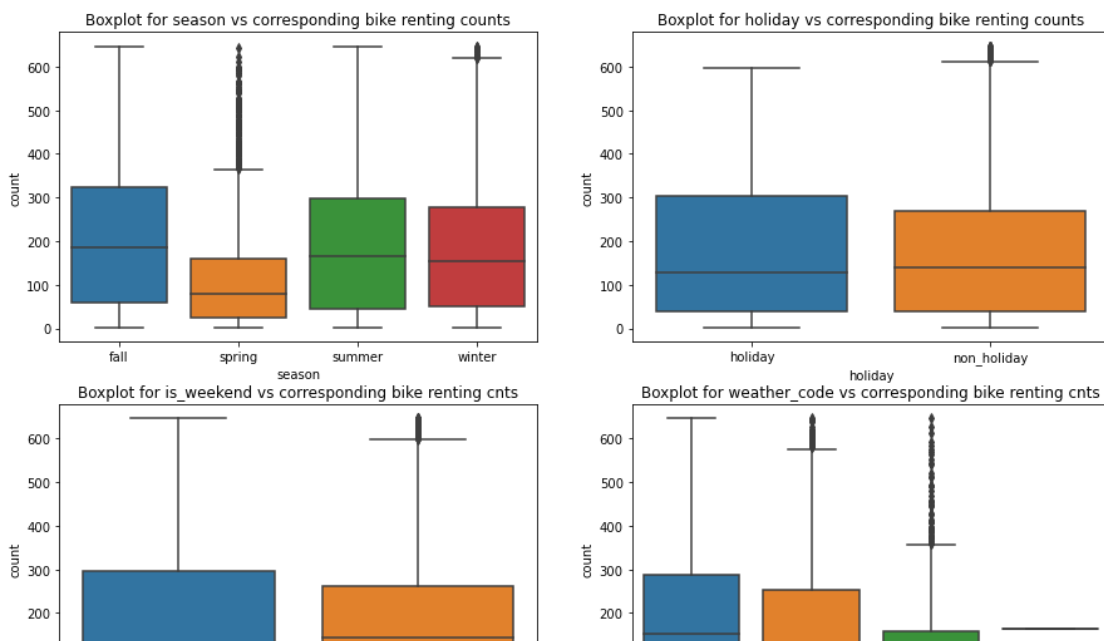 Boxplot for season vs corresponding bike renting counts
600
500
400
300
200
100
0
count
fall spring summer winter
season
Boxplot for holiday vs corresponding bike renting counts
600
500
400
300
200
100
0
count
holiday non_holiday
holiday
Boxplot for is_weekend vs corresponding bike renting cnts
600
500
400
300
200
count
Boxplot for weather_code vs corresponding bike renting cnts
600
500
400
300
200
count